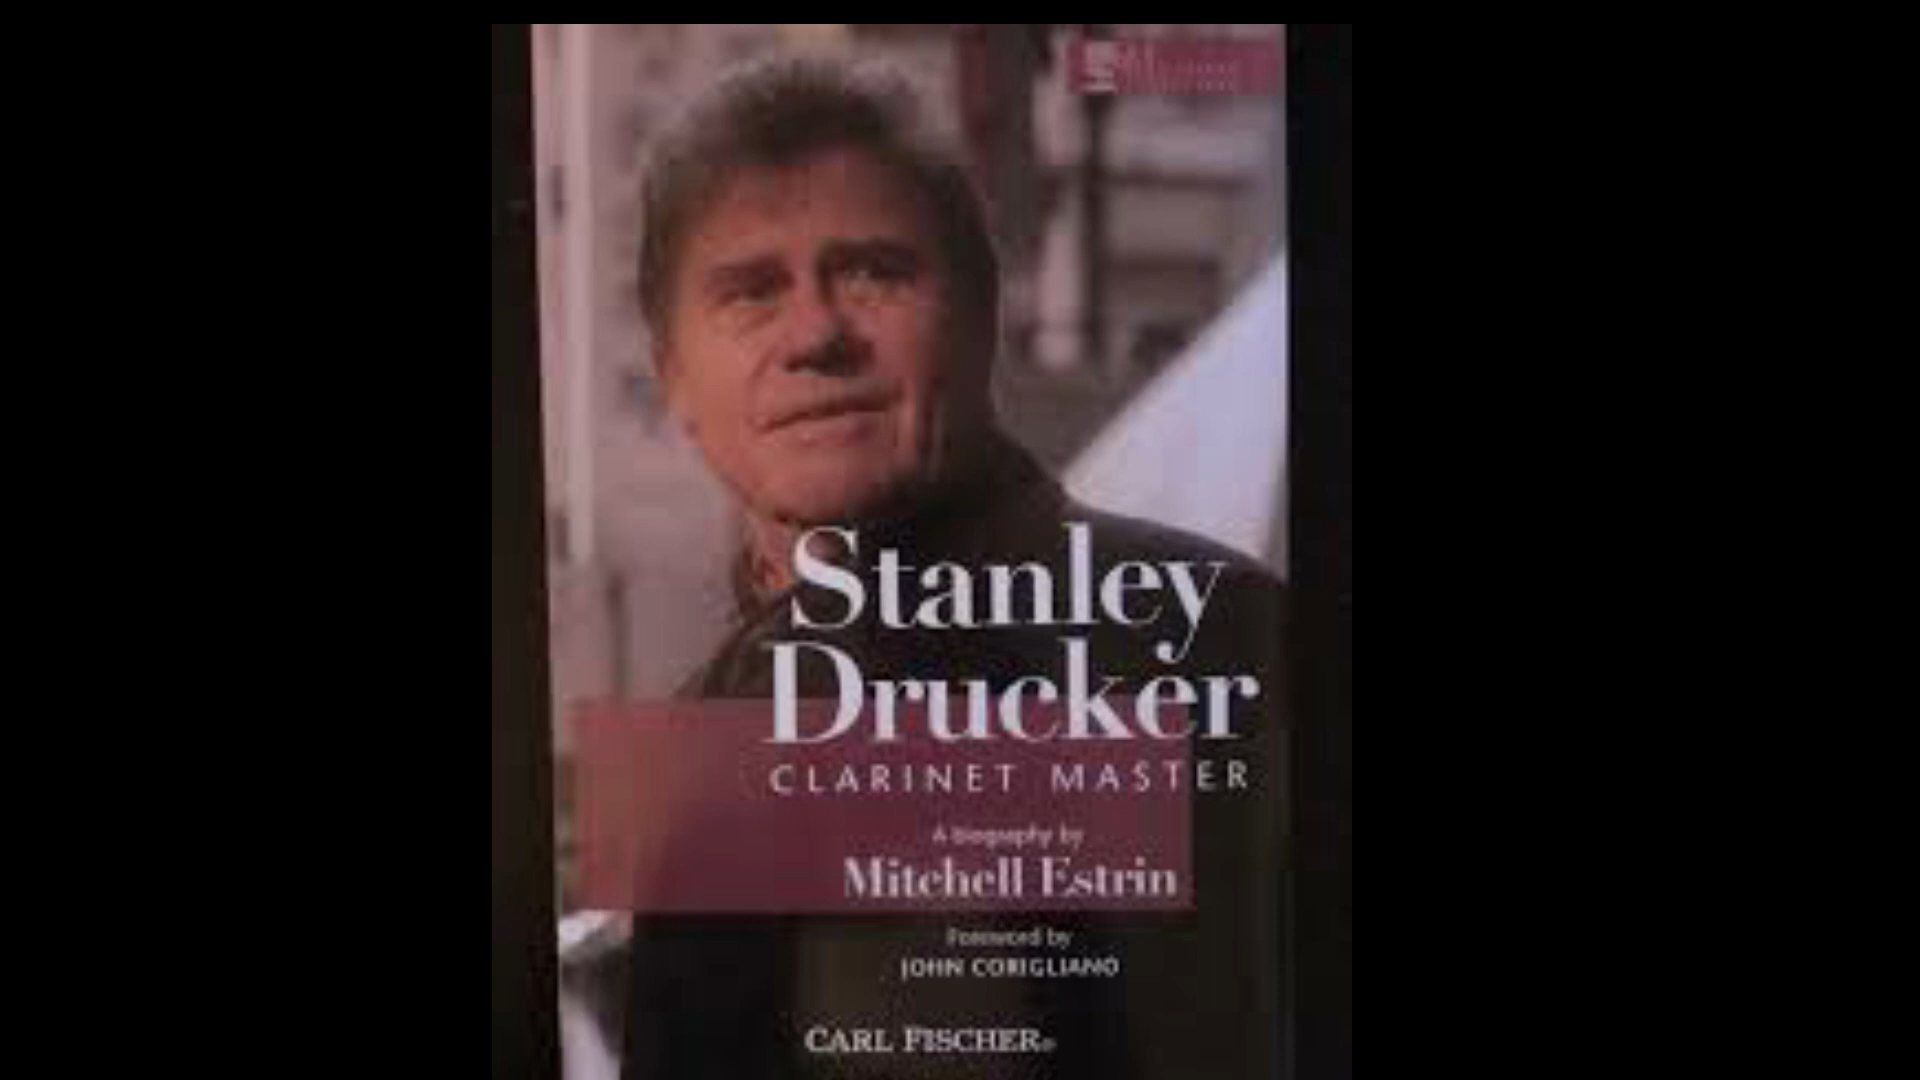 Stanley
Drucker
CLARINET MASTER
A biography by
Mitchell Estrin
Foreword by
JOHN CORIGLIANO
CARL FISCHER®